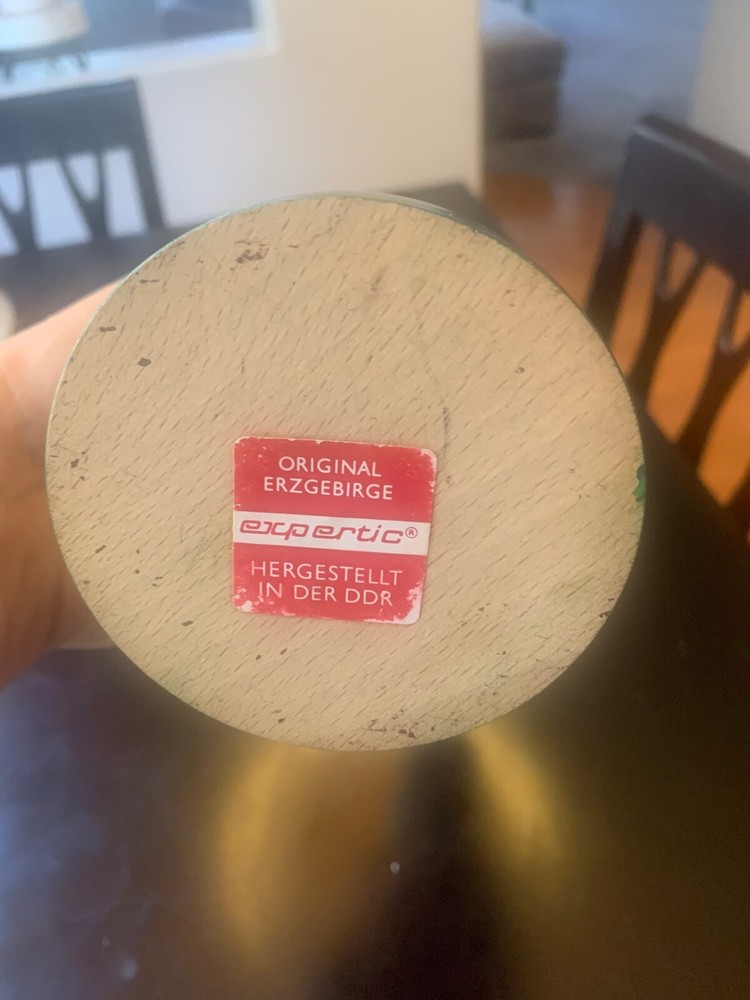 ORIGINAL
ERZGEBIRGE
expertic®
HERGESTELLT
IN DER DDR